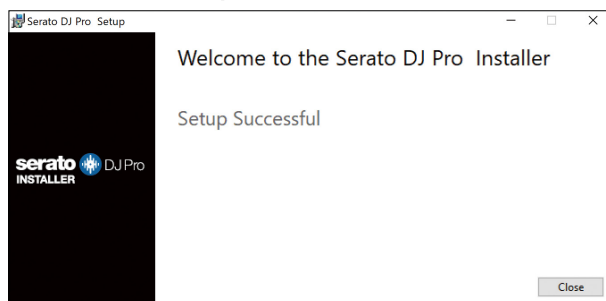 Serato DJ Pro Setup
Welcome to the Serato DJ Pro Installer
Setup Successful
serato DJ Pro
INSTALLER
Close